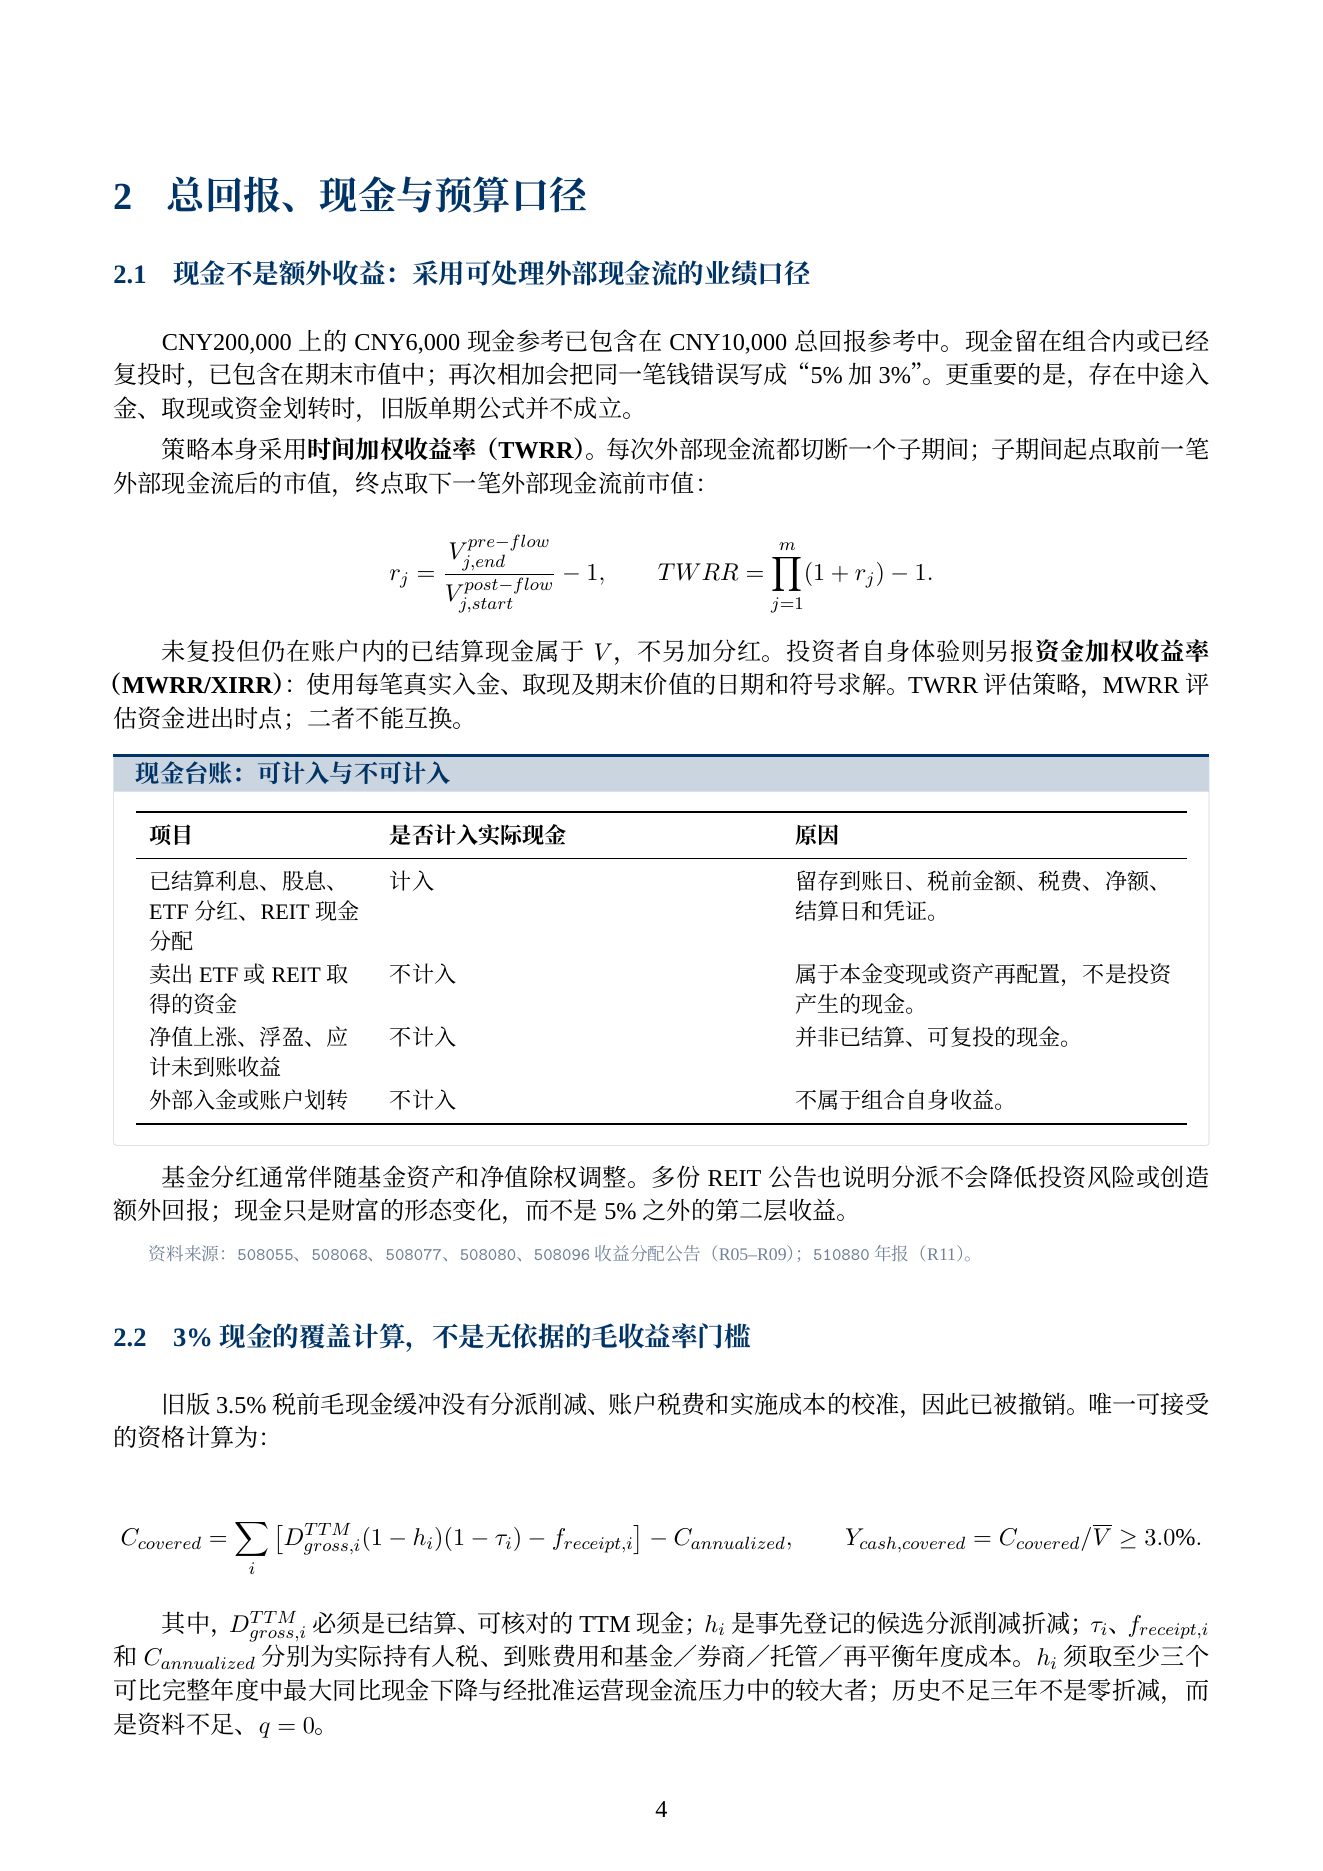 2 总回报、现金与预算口径
2.1 现金不是额外收益：采用可处理外部现金流的业绩口径
CNY200,000 上的 CNY6,000 现金参考已包含在 CNY10,000 总回报参考中。现金留在组合内或已经
复投时，已包含在期末市值中；再次相加会把同一笔钱错误写成“5% 加 3%”。更重要的是，存在中途入
金、取现或资金划转时，旧版单期公式并不成立。
策略本身采用时间加权收益率（TWRR）。每次外部现金流都切断一个子期间；子期间起点取前一笔
外部现金流后的市值，终点取下一笔外部现金流前市值：
$r_j = \frac{V_{j,end}^{pre-flow}}{V_{j,start}^{post-flow}} - 1, \quad TWRR = \prod_{j=1}^{m}(1 + r_j) - 1.$
未复投但仍在账户内的已结算现金属于 V，不另加分红。投资者自身体验则另报资金加权收益率
（MWRR/XIRR）：使用每笔真实入金、取现及期末价值的日期和符号求解。TWRR 评估策略，MWRR 评
估资金进出时点；二者不能互换。
现金台账：可计入与不可计入
项目 是否计入实际现金 原因
已结算利息、股息、 计入 留存到账日、税前金额、税费、净额、
ETF 分红、REIT 现金 结算日和凭证。
分配
卖出 ETF 或 REIT 取 不计入 属于本金变现或资产再配置，不是投资
得的资金 产生的现金。
净值上涨、浮盈、应 不计入 并非已结算、可复投的现金。
计未到账收益
外部入金或账户划转 不计入 不属于组合自身收益。
基金分红通常伴随基金资产和净值除权调整。多份 REIT 公告也说明分派不会降低投资风险或创造
额外回报；现金只是财富的形态变化，而不是 5% 之外的第二层收益。
资料来源：508055、508068、508077、508080、508096 收益分配公告（R05–R09）；510880 年报（R11）。
2.2 3% 现金的覆盖计算，不是无依据的毛收益率门槛
旧版 3.5% 税前毛现金缓冲没有分派削减、账户税费和实施成本的校准，因此已被撤销。唯一可接受
的资格计算为：
$C_{covered} = \sum_i \left[D_{gross,i}^{TTM}(1 - h_i)(1 - \tau_i) - f_{receipt,i}\right] - C_{annualized}, \quad Y_{cash,covered} = C_{covered}/\overline{V} \geq 3.0\%.$
其中，$D_{gross,i}^{TTM}$ 必须是已结算、可核对的 TTM 现金；$h_i$ 是事先登记的候选分派削减折减；$\tau_i$、$f_{receipt,i}$
和 $C_{annualized}$ 分别为实际持有人税、到账费用和基金／券商／托管／再平衡年度成本。$h_i$ 须取至少三个
可比完整年度中最大同比现金下降与经批准运营现金流压力中的较大者；历史不足三年不是零折减，而
是资料不足、$q = 0$。
4